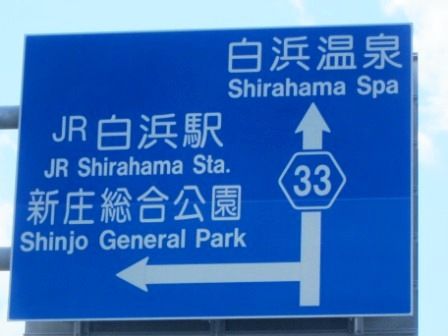 白浜温泉
Shirahama Spa
JR 白浜駅
JR Shirahama Sta.
33
新庄総合公園
Shinjo General Park